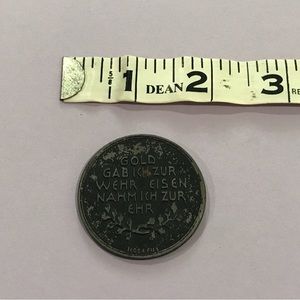 1 DEAN 2 3
GOLD
GAB ICH ZUR
WEHR EISEN
NAHM ICH ZUR
EHR